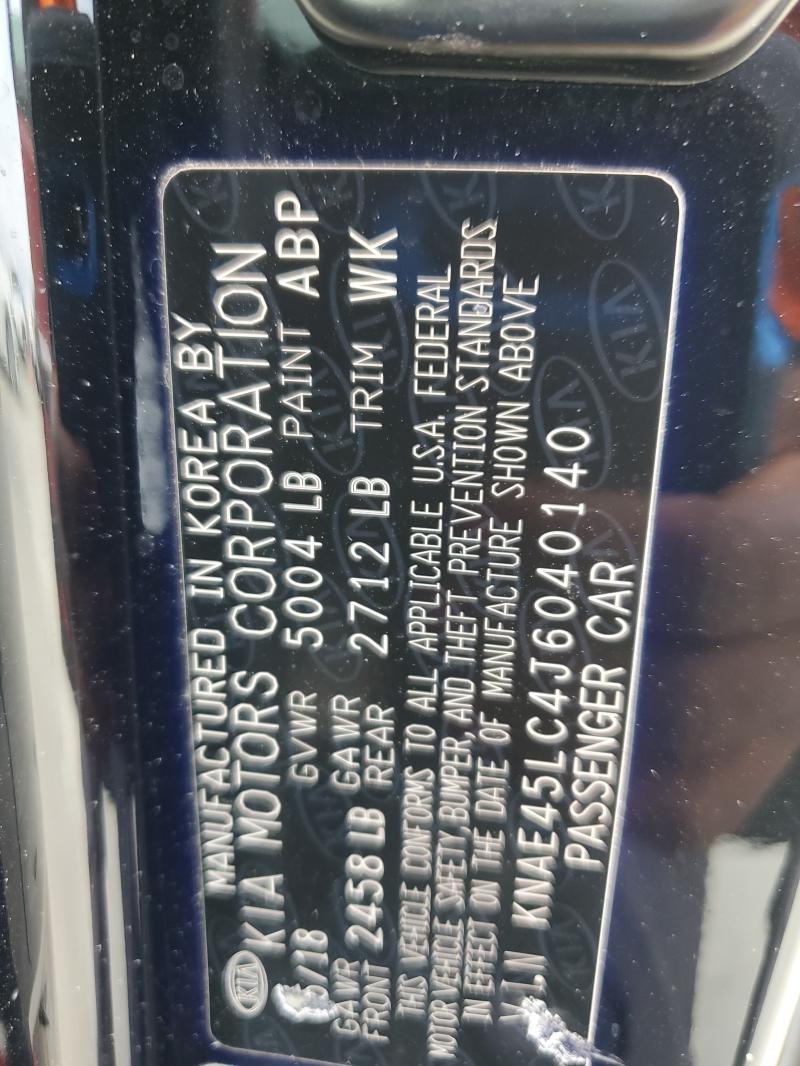 MANUFACTURED IN KOREA BY
KIA KIA MOTORS CORPORATION
5/18 GVWR 5004 LB PAINT ABP
GAWR FRONT 2458 LB GAWR REAR 2712 LB TRIM WK
THIS VEHICLE CONFORMS TO ALL APPLICABLE U.S.A. FEDERAL
MOTOR VEHICLE SAFETY, BUMPER, AND THEFT PREVENTION STANDARDS
IN EFFECT ON THE DATE OF MANUFACTURE SHOWN ABOVE
V.I.N KNAE45LC4J6040140
PASSENGER CAR